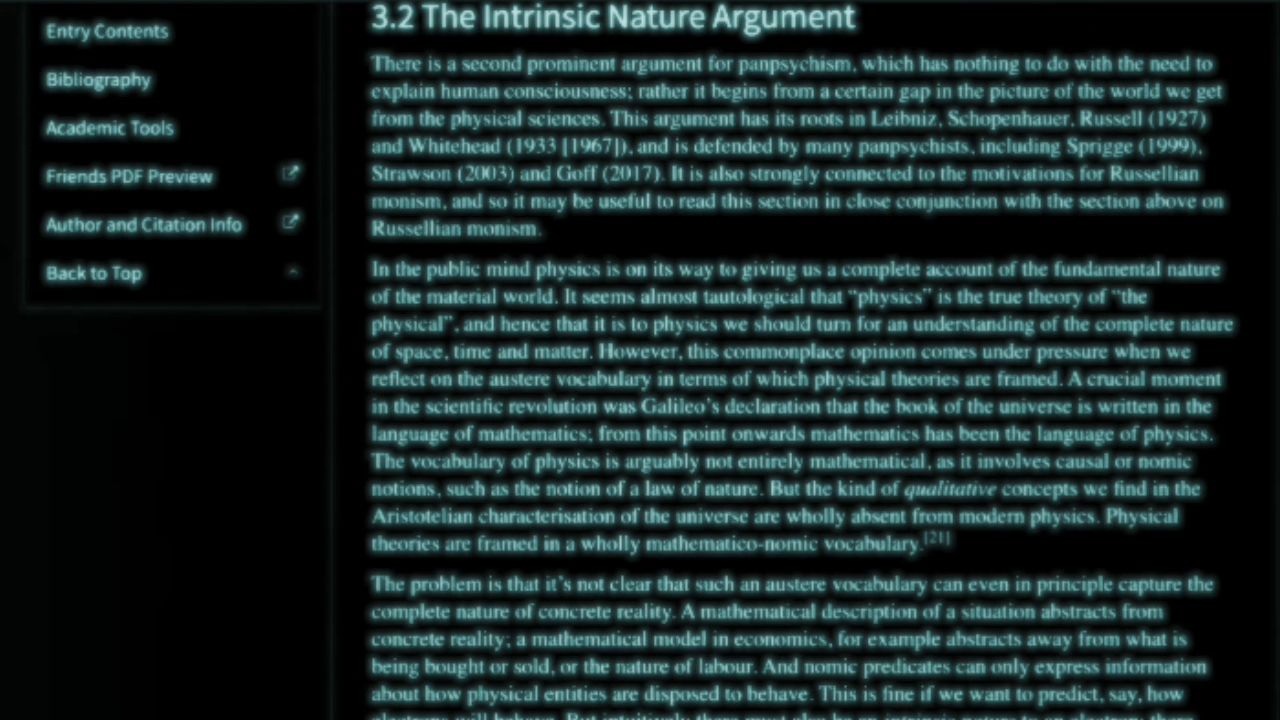 Entry Contents
Bibliography
Academic Tools
Friends PDF Preview
Author and Citation Info
Back to Top
3.2 The Intrinsic Nature Argument
There is a second prominent argument for panpsychism, which has nothing to do with the need to
explain human consciousness; rather it begins from a certain gap in the picture of the world we get
from the physical sciences. This argument has its roots in Leibniz, Schopenhauer, Russell (1927)
and Whitehead (1933 [1967]), and is defended by many panpsychists, including Sprigge (1999),
Strawson (2003) and Goff (2017). It is also strongly connected to the motivations for Russellian
monism, and so it may be useful to read this section in close conjunction with the section above on
Russellian monism.
In the public mind physics is on its way to giving us a complete account of the fundamental nature
of the material world. It seems almost tautological that “physics” is the true theory of “the
physical”, and hence that it is to physics we should turn for an understanding of the complete nature
of space, time and matter. However, this commonplace opinion comes under pressure when we
reflect on the austere vocabulary in terms of which physical theories are framed. A crucial moment
in the scientific revolution was Galileo’s declaration that the book of the universe is written in the
language of mathematics; from this point onwards mathematics has been the language of physics.
The vocabulary of physics is arguably not entirely mathematical, as it involves causal or nomic
notions, such as the notion of a law of nature. But the kind of qualitative concepts we find in the
Aristotelian characterisation of the universe are wholly absent from modern physics. Physical
theories are framed in a wholly mathematico-nomic vocabulary.[21]
The problem is that it’s not clear that such an austere vocabulary can even in principle capture the
complete nature of concrete reality. A mathematical description of a situation abstracts from
concrete reality; a mathematical model in economics, for example abstracts away from what is
being bought or sold, or the nature of labour. And nomic predicates can only express information
about how physical entities are disposed to behave. This is fine if we want to predict, say, how